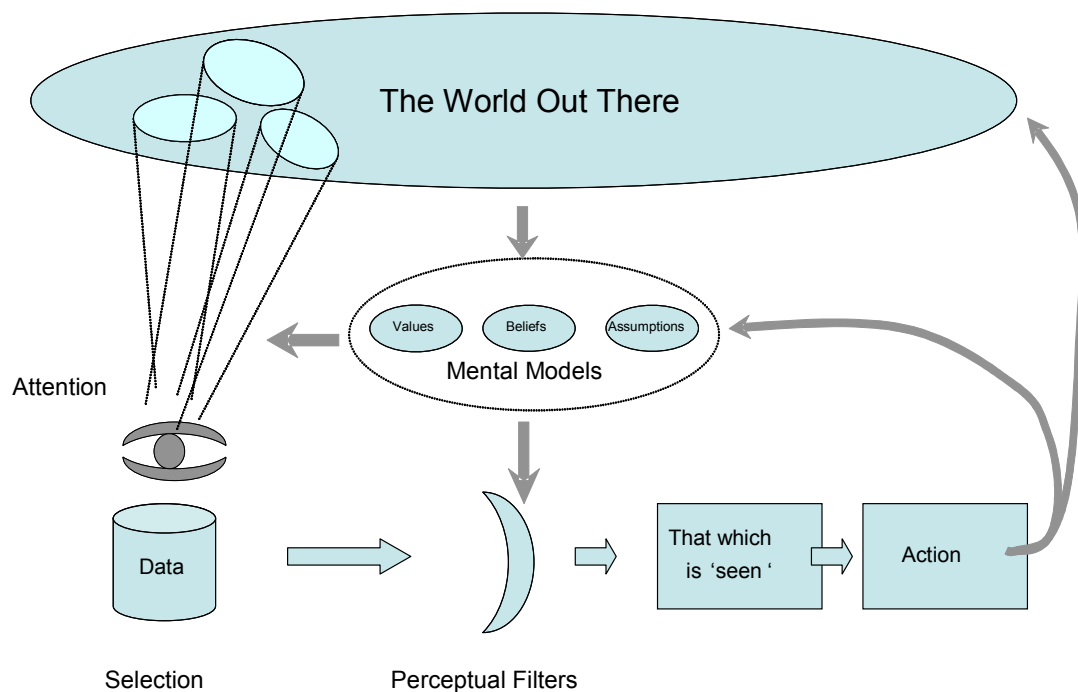 The World Out There
Values
Beliefs
Assumptions
Mental Models
Attention
Data
That which
is ‘seen ‘
Action
Selection
Perceptual Filters